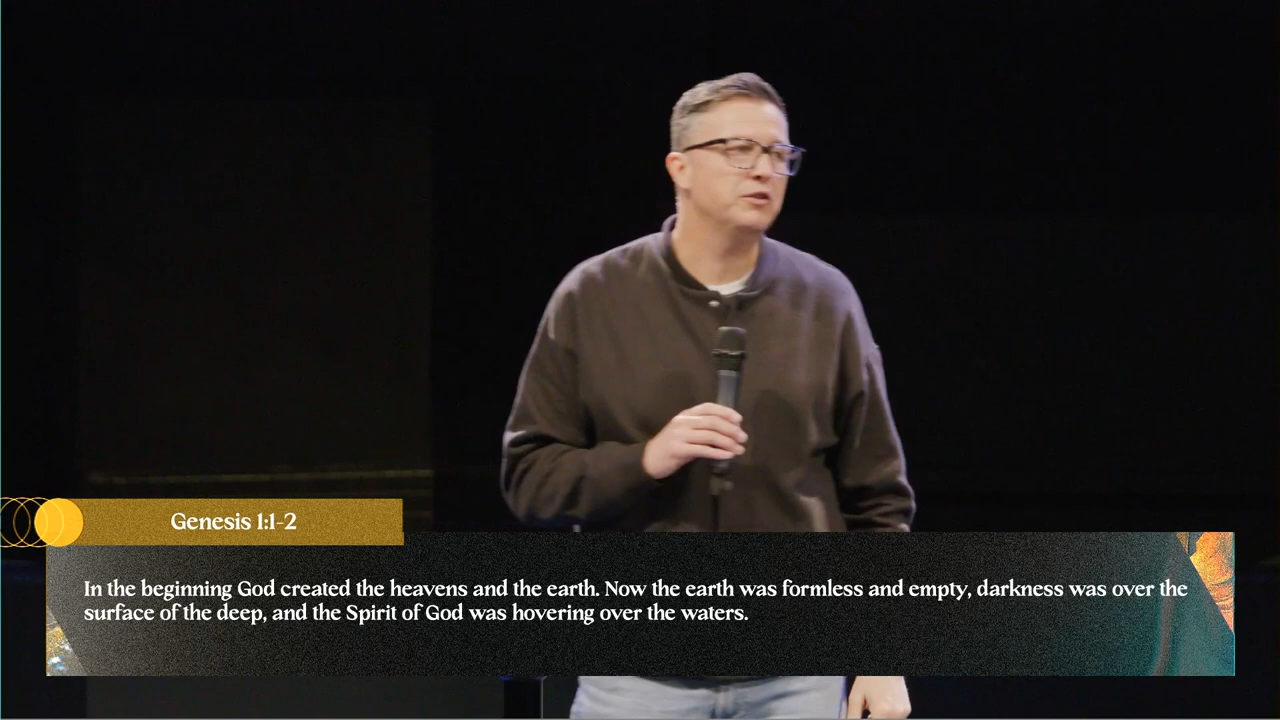 Genesis 1:1-2
In the beginning God created the heavens and the earth. Now the earth was formless and empty, darkness was over the
surface of the deep, and the Spirit of God was hovering over the waters.